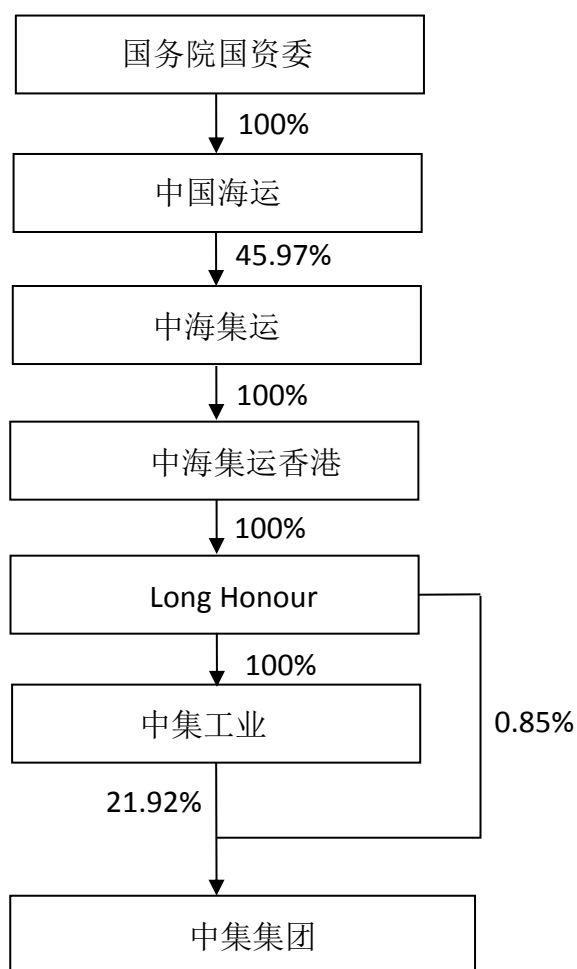 国务院国资委
100%
中国海运
45.97%
中海集运
100%
中海集运香港
100%
Long Honour
100%
中集工业
0.85%
21.92%
中集集团